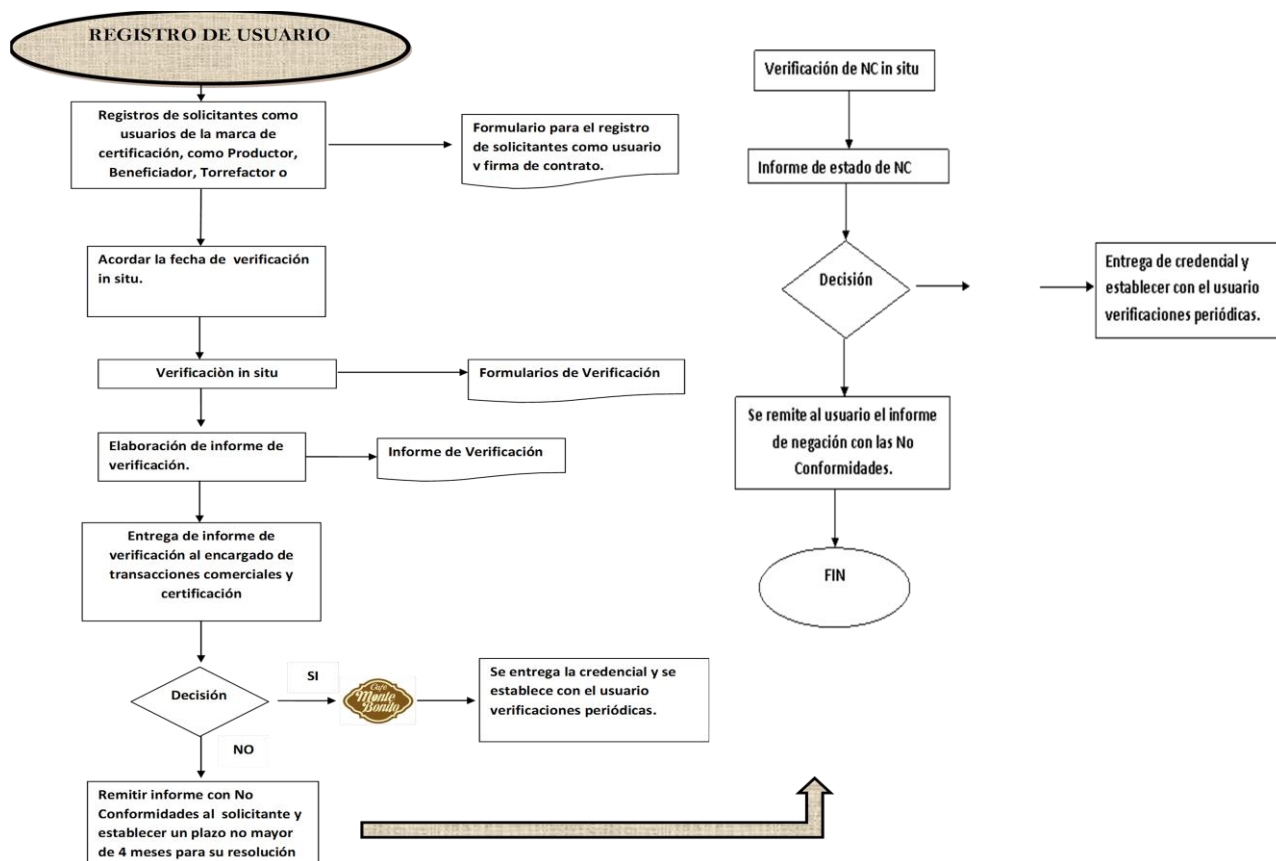 REGISTRO DE USUARIO
Registros de solicitantes como
usuarios de la marca de
certificación, como Productor,
Beneficiador, Torrefactor o
Formulario para el registro
de solicitantes como usuario
y firma de contrato.
Acordar la fecha de verificación
in situ.
Verificaciòn in situ
Formularios de Verificación
Elaboración de informe de
verificación.
Informe de Verificación
Entrega de informe de
verificación al encargado de
transacciones comerciales y
certificación
Decisión
SI
Café
Monte
Bonito
Se entrega la credencial y se
establece con el usuario
verificaciones periódicas.
NO
Remitir informe con No
Conformidades al solicitante y
establecer un plazo no mayor
de 4 meses para su resolución
Verificación de NC in situ
Informe de estado de NC
Decisión
Entrega de credencial y
establecer con el usuario
verificaciones periódicas.
Se remite al usuario el informe
de negación con las No
Conformidades.
FIN